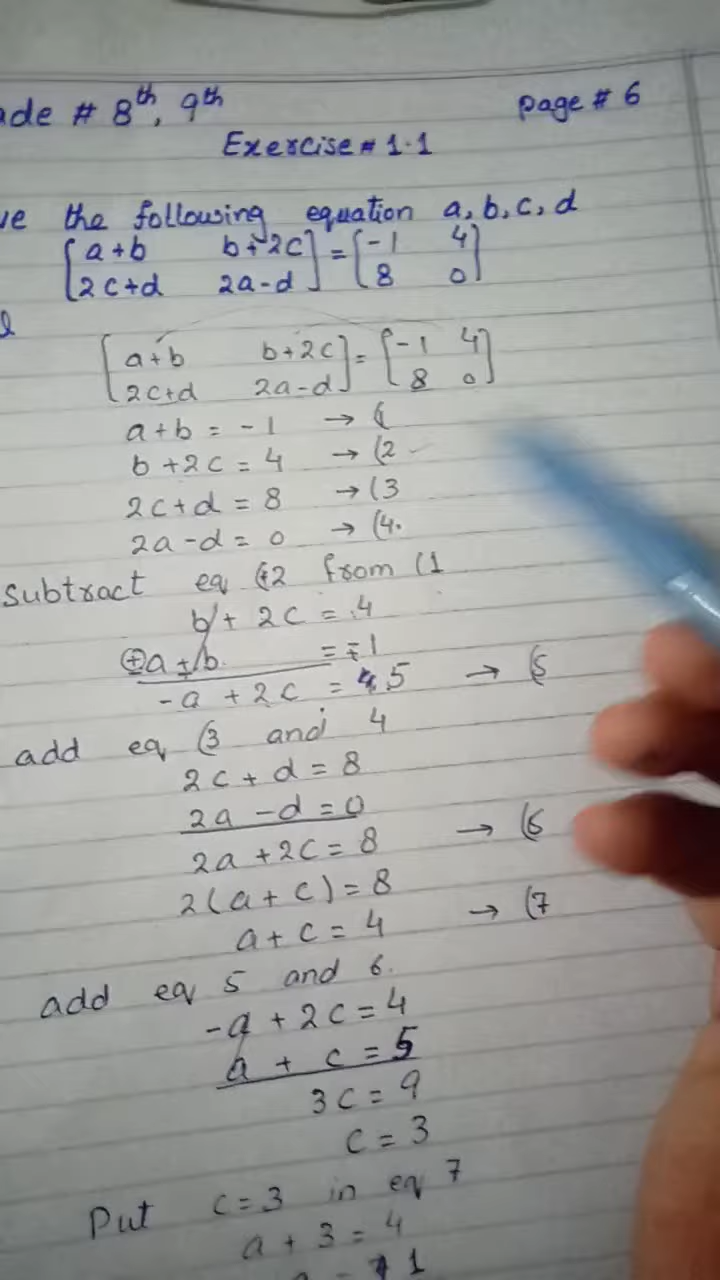 ade # 8th, 9th page # 6
Exercise # 1.1
ve the following equation a, b, c, d
[a+b b+2c] = [-1 4]
[2c+d 2a-d] [8 0]
[a+b b+2c] = [-1 4]
[2c+d 2a-d] [8 0]
a+b = -1 → (1
b+2c = 4 → (2
2c+d = 8 → (3
2a-d = 0 → (4.
subtract eq (2 from (1
b + 2c = 4
±a ± b. = ∓1
-a + 2c = 5 → (5
add eq (3 and 4
2c + d = 8
2a - d = 0
2a + 2c = 8 → (6
2(a + c) = 8
a + c = 4 → (7
add eq 5 and 6.
-a + 2c = 4
a + c = 5
3c = 9
c = 3
Put c = 3 in eq 7
a + 3 = 4
1